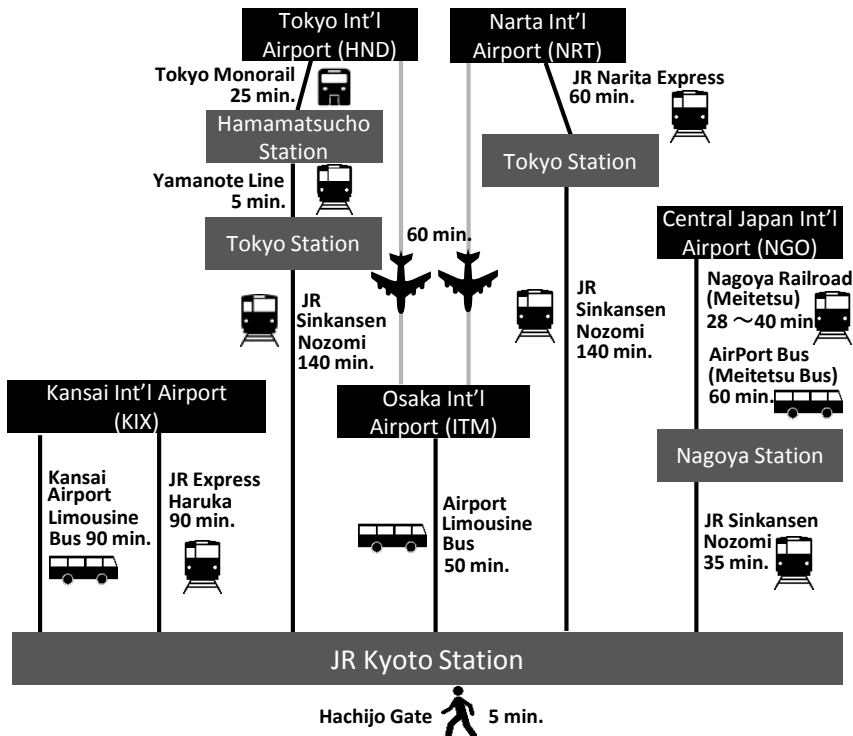 Tokyo Int'l
Airport (HND)
Narta Int'l
Airport (NRT)
Tokyo Monorail
25 min.
JR Narita Express
60 min.
Hamamatsucho
Station
Tokyo Station
Yamanote Line
5 min.
Tokyo Station
60 min.
Central Japan Int'l
Airport (NGO)
JR
Sinkansen
Nozomi
140 min.
JR
Sinkansen
Nozomi
140 min.
Nagoya Railroad
(Meitetsu)
28 ～40 min.
AirPort Bus
(Meitetsu Bus)
60 min.
Kansai Int'l Airport
(KIX)
Osaka Int'l
Airport (ITM)
Nagoya Station
Kansai
Airport
Limousine
Bus 90 min.
JR Express
Haruka
90 min.
Airport
Limousine
Bus
50 min.
JR Sinkansen
Nozomi
35 min.
JR Kyoto Station
Hachijo Gate 5 min.